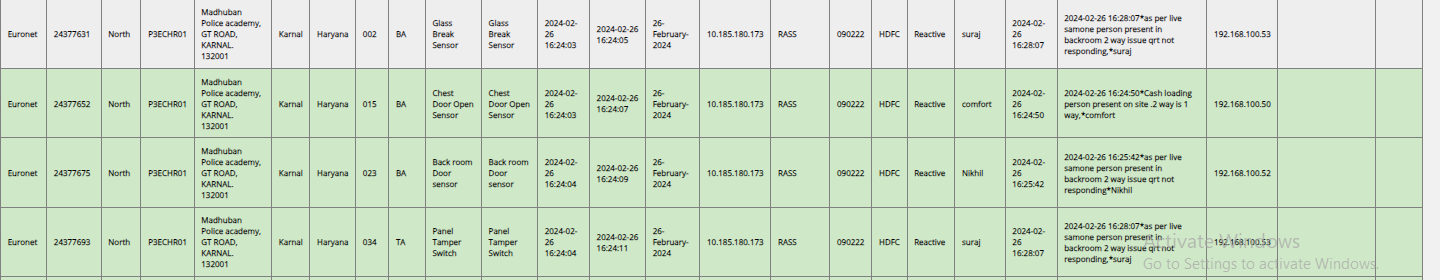 Euronet 24377631 North P3ECHR01 Madhuban Police academy, GT ROAD, KARNAL. 132001 Karnal Haryana 002 BA Glass Break Sensor Glass Break Sensor 2024-02-26 16:24:03 2024-02-26 16:24:05 26-February-2024 10.185.180.173 RASS 090222 HDFC Reactive suraj 2024-02-26 16:28:07 2024-02-26 16:28:07*as per live samone person present in backroom 2 way issue qrt not responding,*suraj 192.168.100.53
Euronet 24377652 North P3ECHR01 Madhuban Police academy, GT ROAD, KARNAL. 132001 Karnal Haryana 015 BA Chest Door Open Sensor Chest Door Open Sensor 2024-02-26 16:24:03 2024-02-26 16:24:07 26-February-2024 10.185.180.173 RASS 090222 HDFC Reactive comfort 2024-02-26 16:24:50 2024-02-26 16:24:50*Cash loading person present on site .2 way is 1 way,*comfort 192.168.100.50
Euronet 24377675 North P3ECHR01 Madhuban Police academy, GT ROAD, KARNAL. 132001 Karnal Haryana 023 BA Back room Door sensor Back room Door sensor 2024-02-26 16:24:04 2024-02-26 16:24:09 26-February-2024 10.185.180.173 RASS 090222 HDFC Reactive Nikhil 2024-02-26 16:25:42 2024-02-26 16:25:42*as per live samone person present in backroom 2 way issue qrt not responding*Nikhil 192.168.100.52
Euronet 24377693 North P3ECHR01 Madhuban Police academy, GT ROAD, KARNAL. 132001 Karnal Haryana 034 TA Panel Tamper Switch Panel Tamper Switch 2024-02-26 16:24:04 2024-02-26 16:24:11 26-February-2024 10.185.180.173 RASS 090222 HDFC Reactive suraj 2024-02-26 16:28:07 2024-02-26 16:28:07*as per live samone person present in backroom 2 way issue qrt not responding,*suraj 192.168.100.53
Activate Windows
Go to Settings to activate Windows.